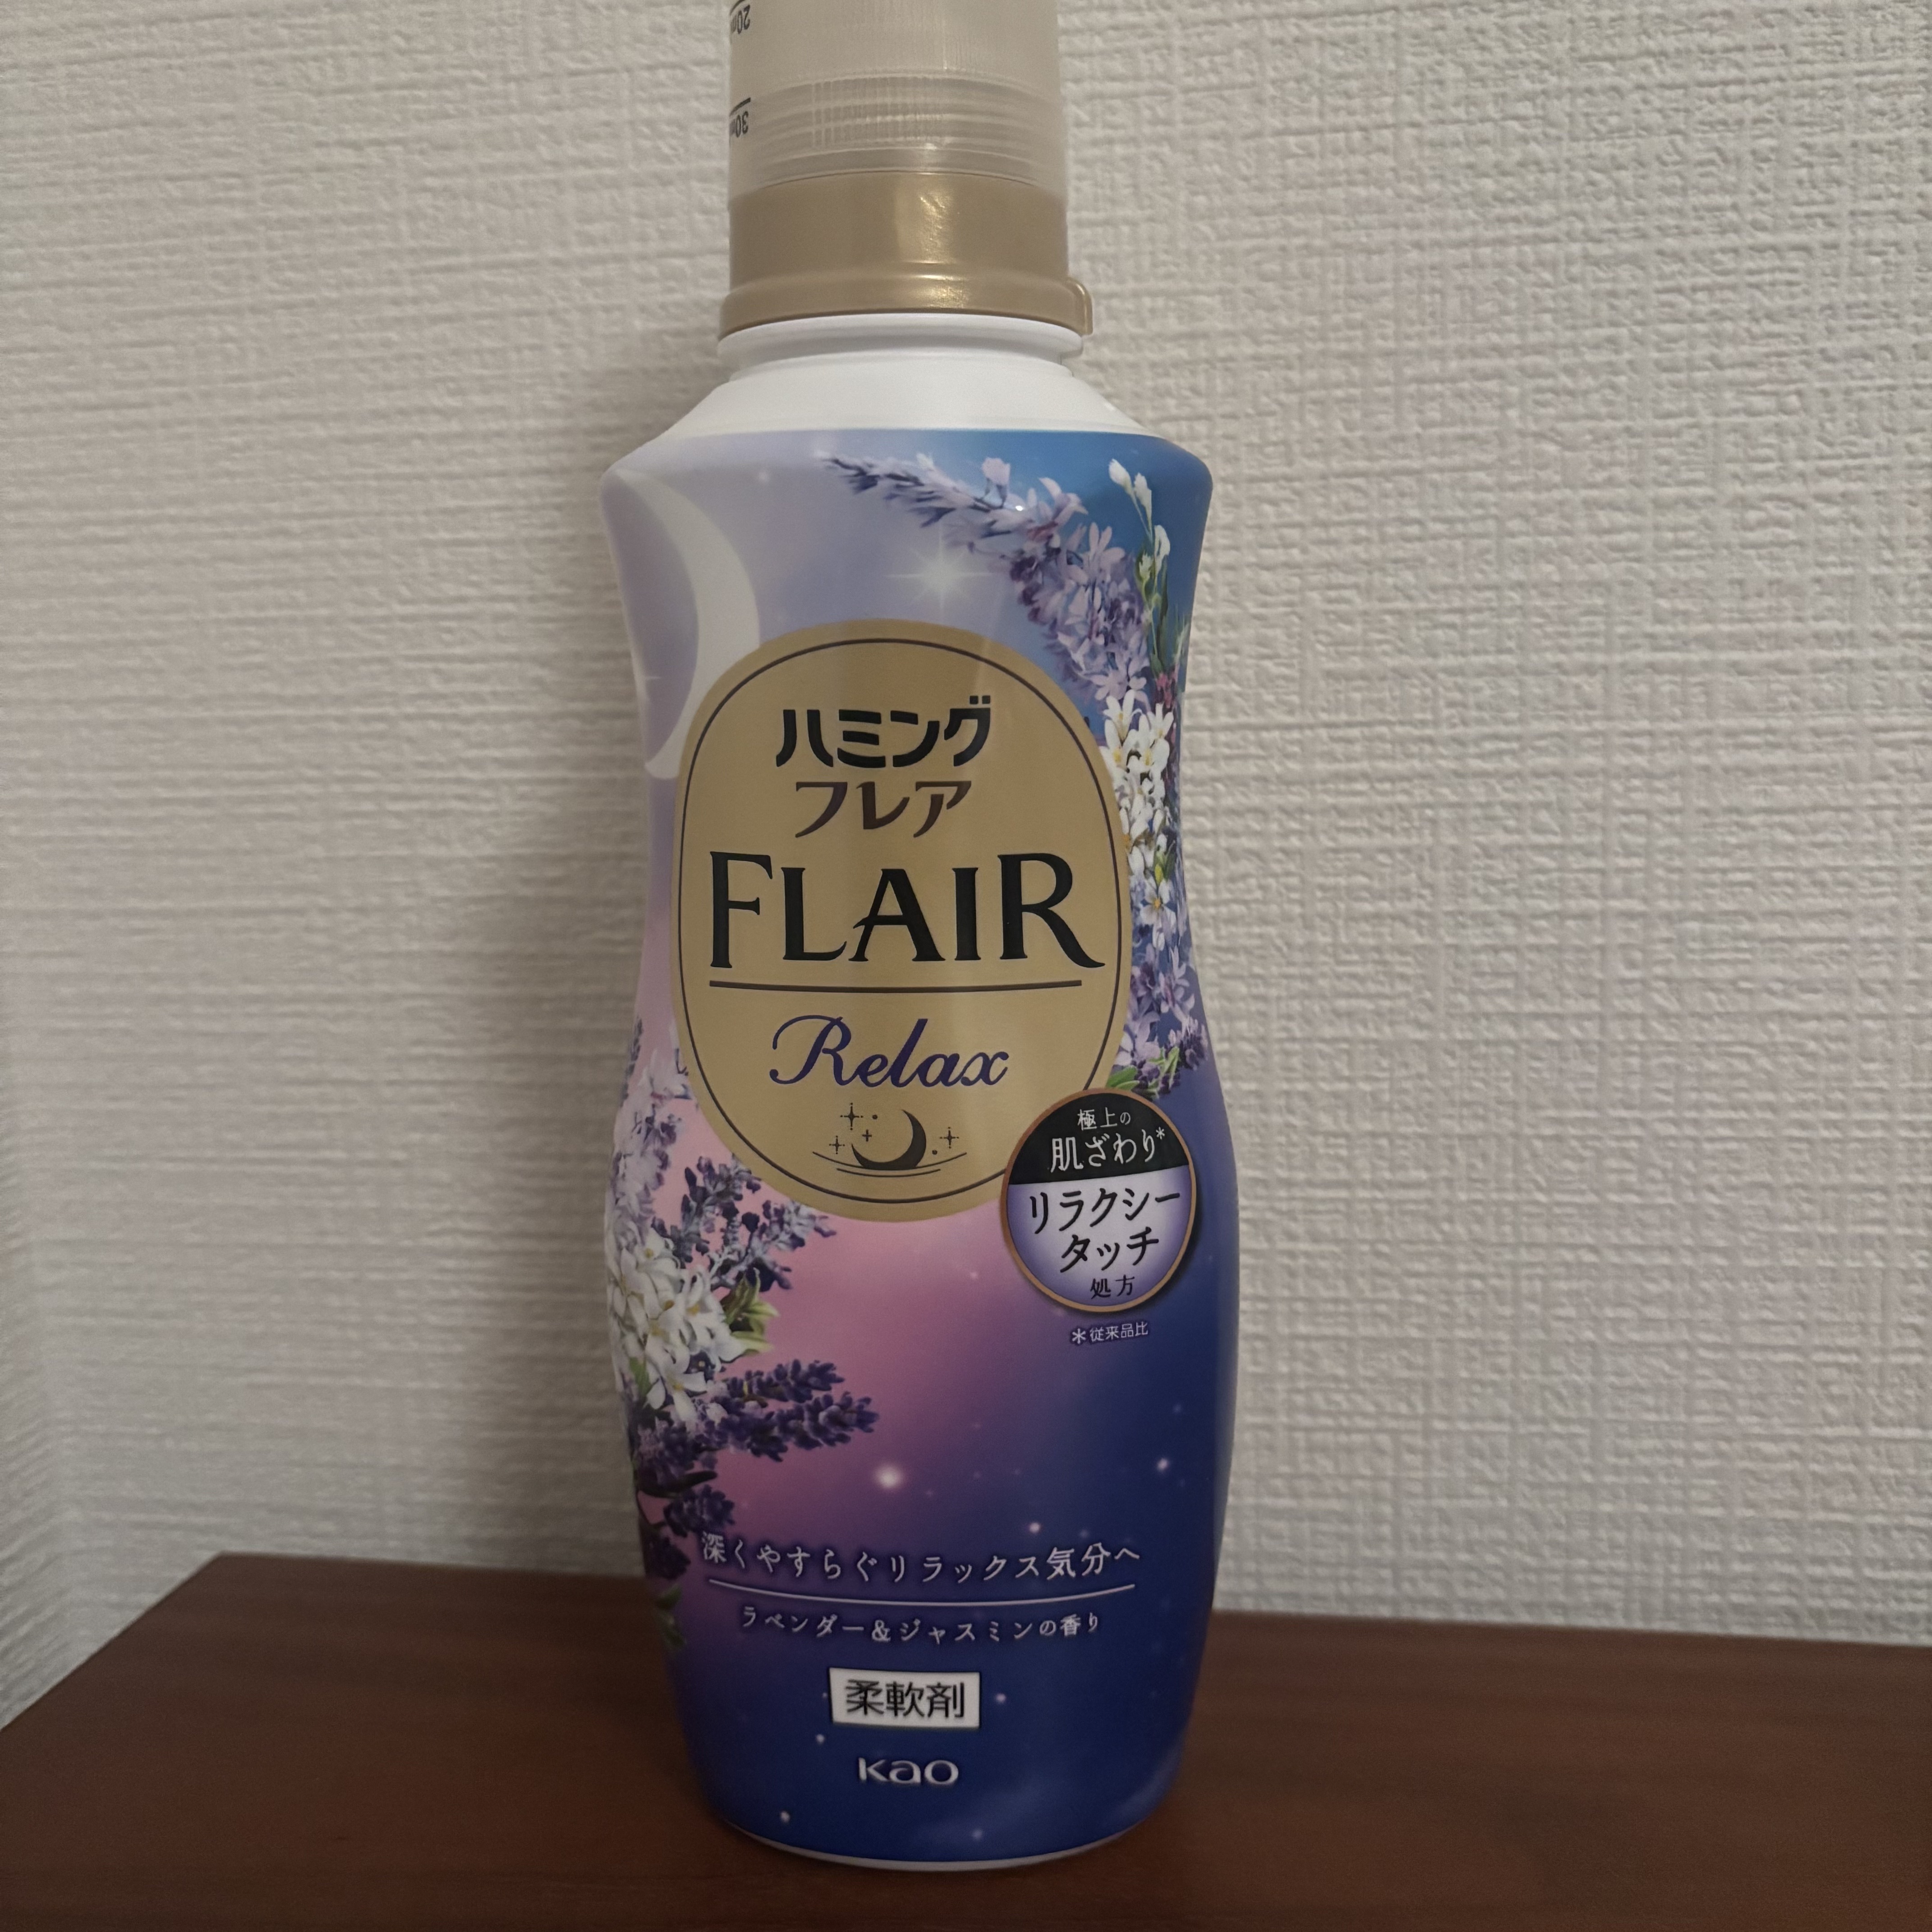 20m
30m
ハミング
フレア
FLAIR
Relax
極上の
肌ざわり*
リラクシー
タッチ
処方
*従来品比
深くやすらぐリラックス気分へ
ラベンダー&ジャスミンの香り
柔軟剤
Kao